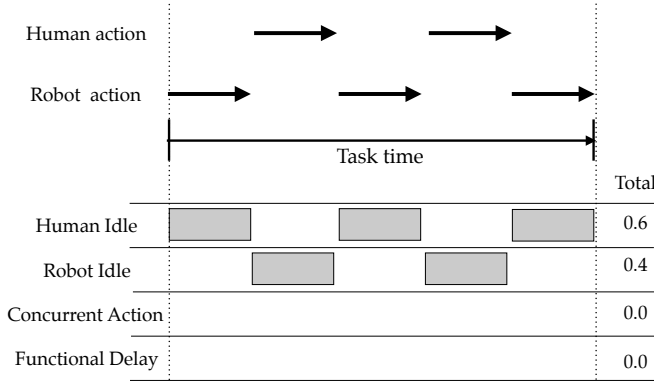 Human action
Robot action
Task time
Total
Human Idle 0.6
Robot Idle 0.4
Concurrent Action 0.0
Functional Delay 0.0